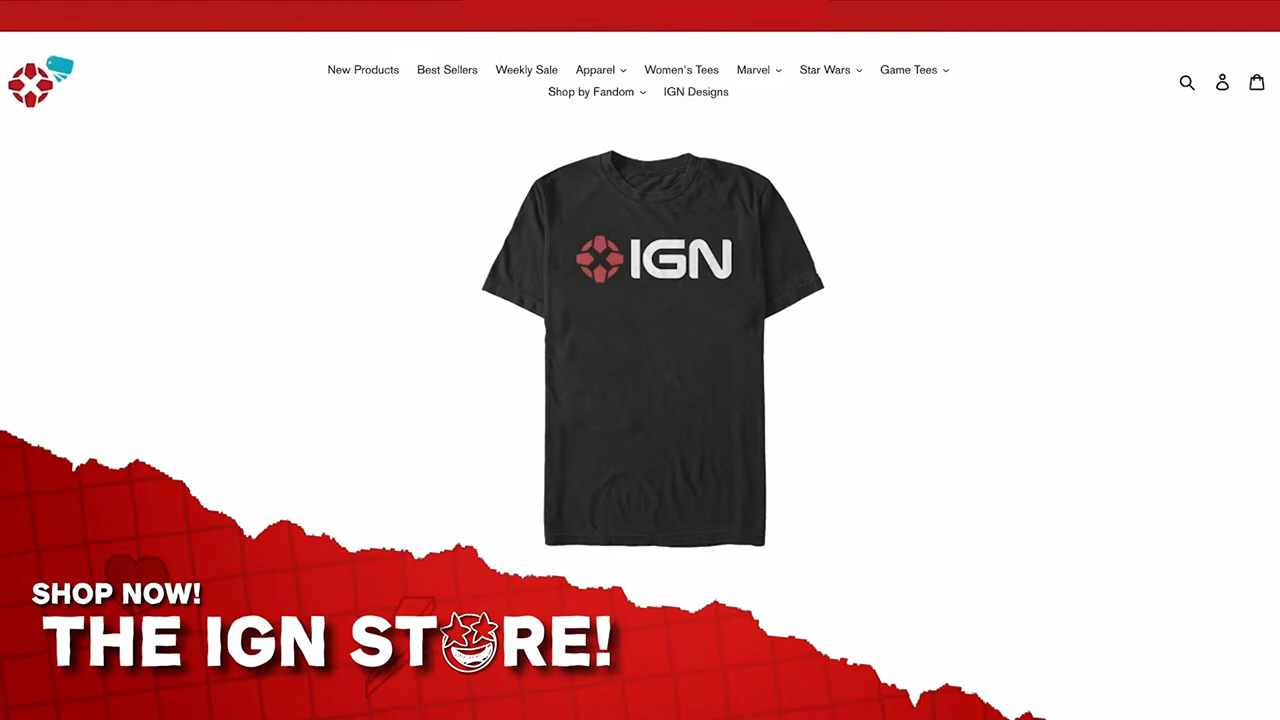 New Products Best Sellers Weekly Sale Apparel Women's Tees Marvel Star Wars Game Tees
Shop by Fandom IGN Designs
IGN
SHOP NOW!
THE IGN STORE!